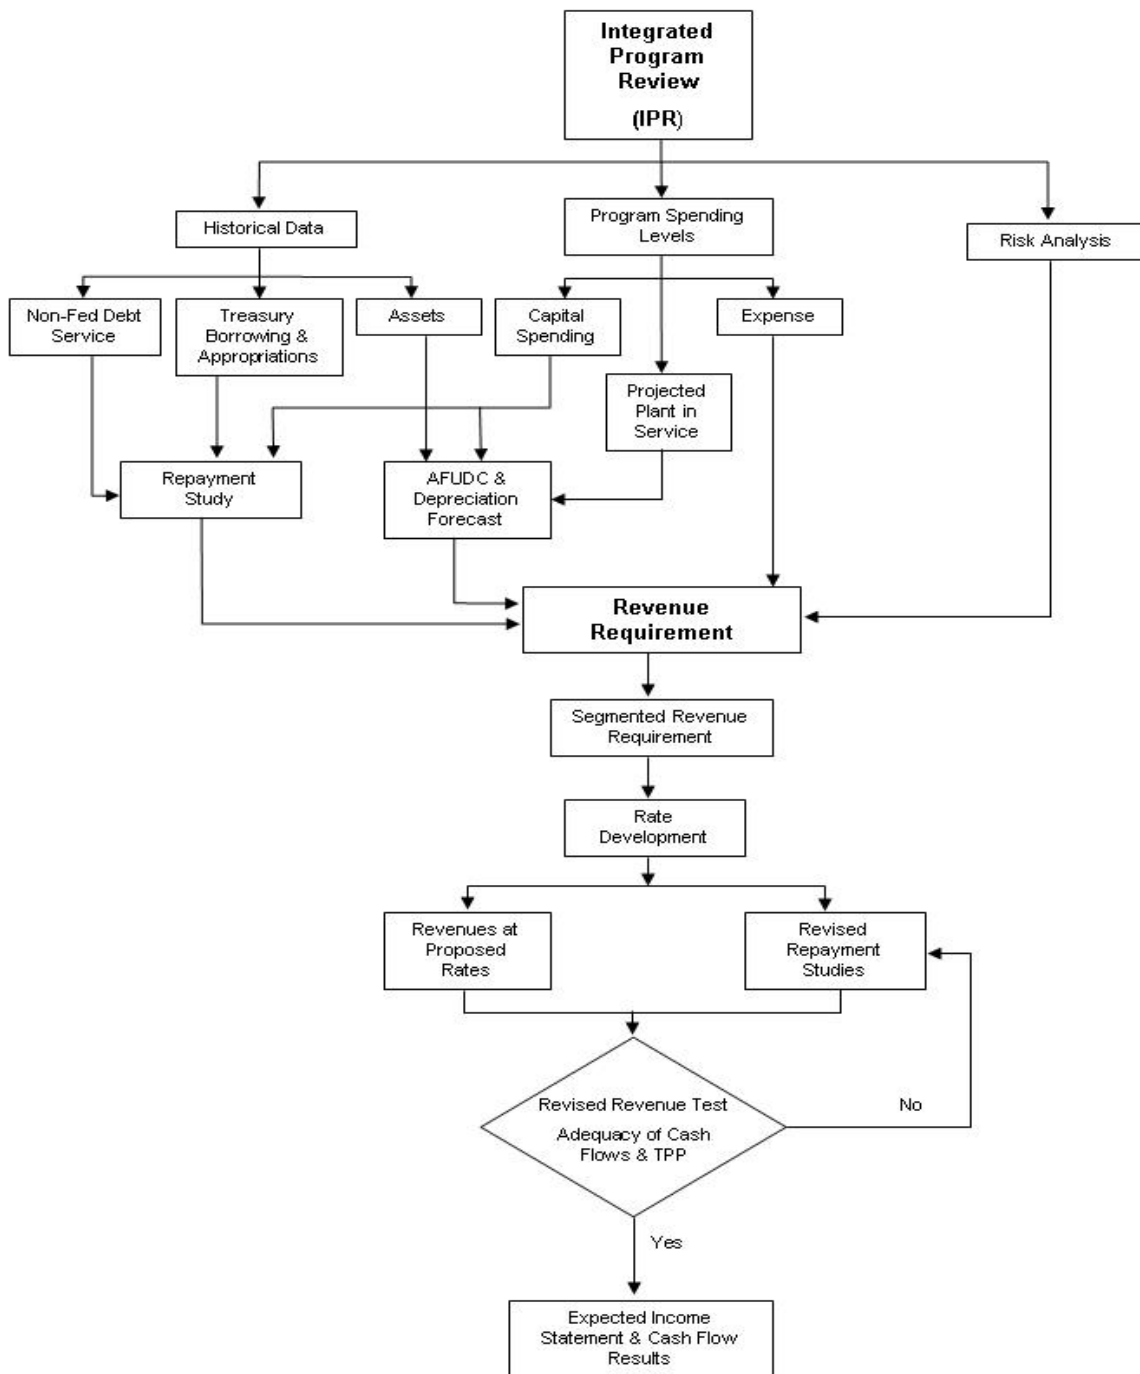 Integrated
Program
Review
(IPR)
Historical Data
Program Spending
Levels
Risk Analysis
Non-Fed Debt
Service
Treasury
Borrowing &
Appropriations
Assets
Capital
Spending
Expense
Projected
Plant in
Service
Repayment
Study
AFUDC &
Depreciation
Forecast
Revenue
Requirement
Segmented Revenue
Requirement
Rate
Development
Revenues at
Proposed
Rates
Revised
Repayment
Studies
Revised Revenue Test
Adequacy of Cash
Flows & TPP
No
Yes
Expected Income
Statement & Cash Flow
Results